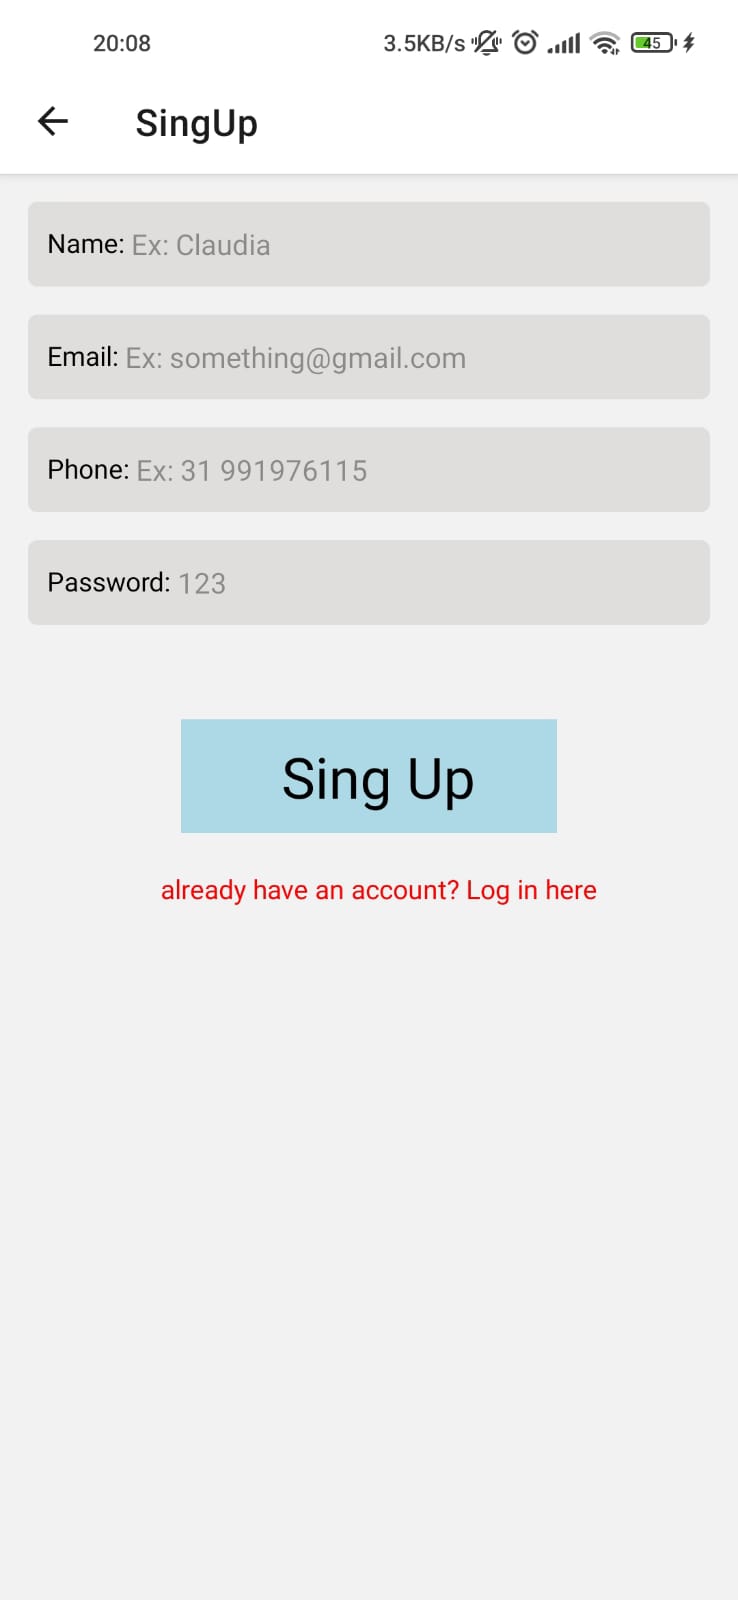 20:08 3.5KB/s 45
SingUp
Name: Ex: Claudia
Email: Ex: something@gmail.com
Phone: Ex: 31 991976115
Password: 123
Sing Up
already have an account? Log in here